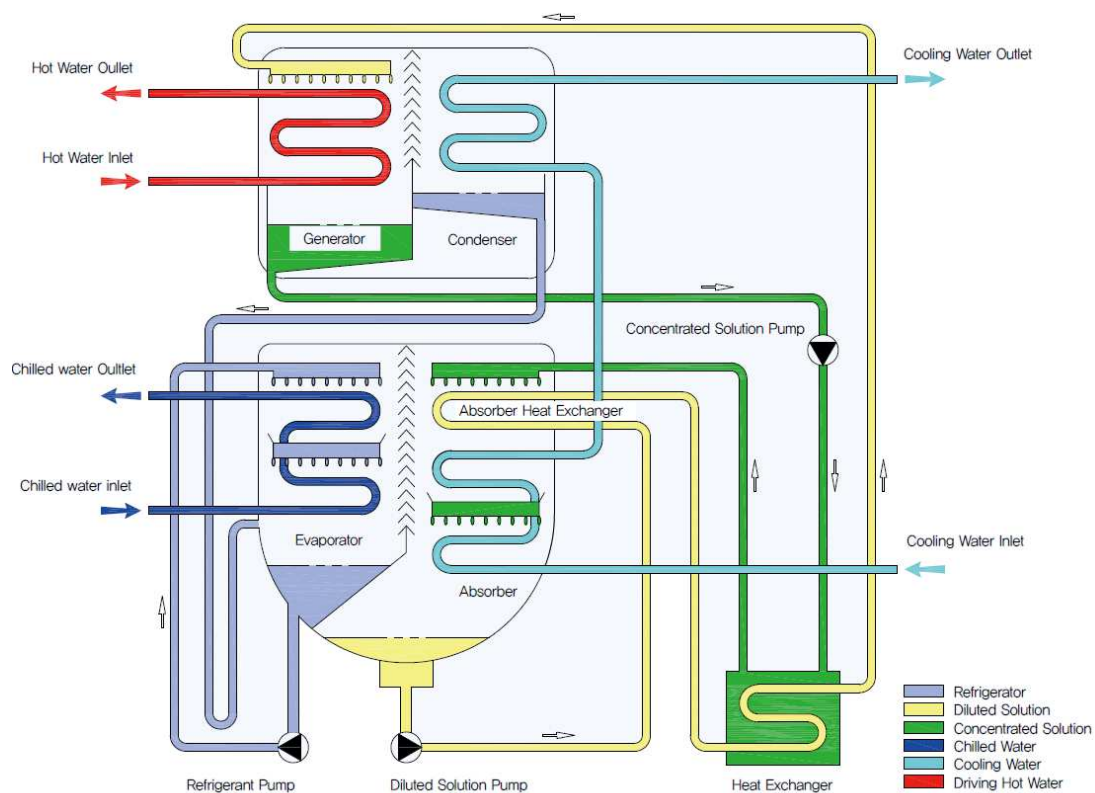 Hot Water Oullet
Cooling Water Outlet
Hot Water Inlet
Generator
Condenser
Concentrated Solution Pump
Chilled water Outltet
Absorber Heat Exchanger
Chilled water inlet
Evaporator
Cooling Water Inlet
Absorber
Refrigerator
Diluted Solution
Concentrated Solution
Chilled Water
Cooling Water
Driving Hot Water
Refrigerant Pump
Diluted Solution Pump
Heat Exchanger